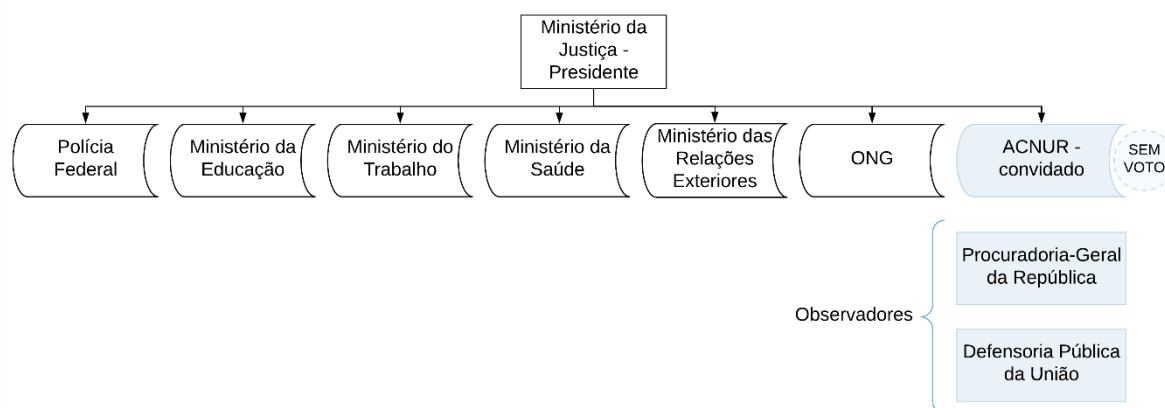 Ministério da
Justiça -
Presidente
Polícia
Federal
Ministério da
Educação
Ministério do
Trabalho
Ministério da
Saúde
Ministério das
Relações
Exteriores
ONG
ACNUR -
convidado
SEM
VOTO
Observadores
Procuradoria-Geral
da República
Defensoria Pública
da União